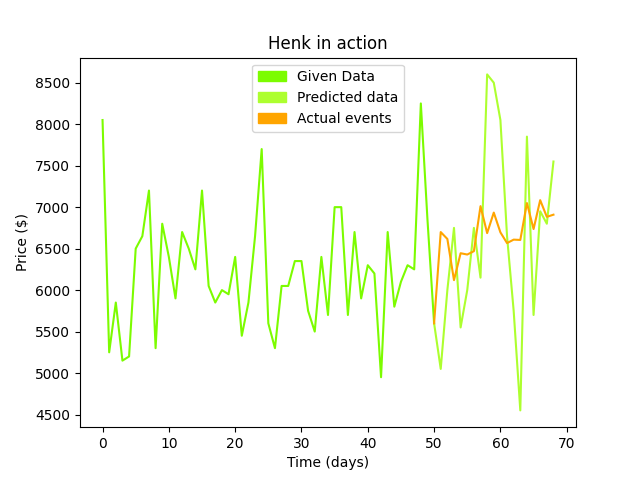 Henk in action
Given Data
Predicted data
Actual events
Price ($)
8500
8000
7500
7000
6500
6000
5500
5000
4500
0 10 20 30 40 50 60 70
Time (days)